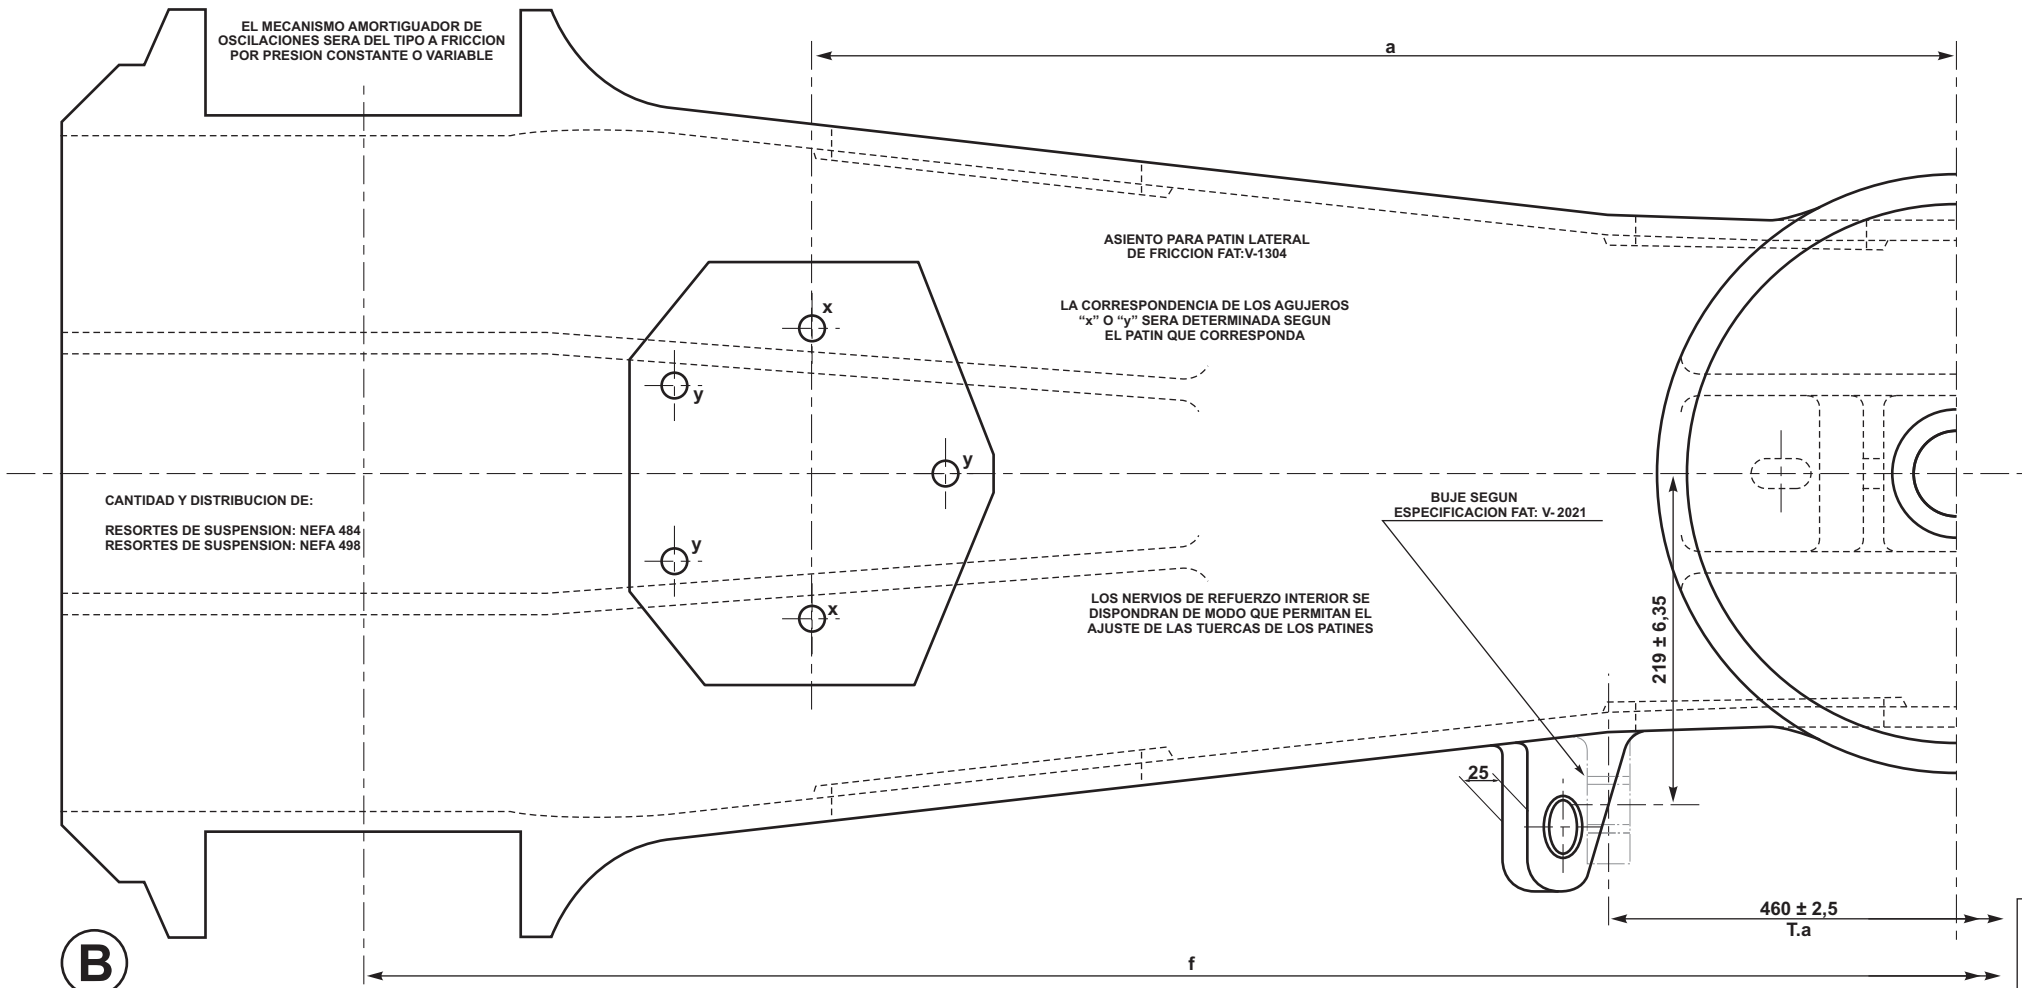 EL MECANISMO AMORTIGUADOR DE
OSCILACIONES SERA DEL TIPO A FRICCION
POR PRESION CONSTANTE O VARIABLE
a
ASIENTO PARA PATIN LATERAL
DE FRICCION FAT:V-1304
LA CORRESPONDENCIA DE LOS AGUJEROS
“x” O “y” SERA DETERMINADA SEGUN
EL PATIN QUE CORRESPONDA
x
y
y
y
x
CANTIDAD Y DISTRIBUCION DE:
RESORTES DE SUSPENSION: NEFA 484
RESORTES DE SUSPENSION: NEFA 498
BUJE SEGUN
ESPECIFICACION FAT: V- 2021
LOS NERVIOS DE REFUERZO INTERIOR SE
DISPONDRAN DE MODO QUE PERMITAN EL
AJUSTE DE LAS TUERCAS DE LOS PATINES
219 ± 6,35
25
460 ± 2,5
T.a
B
f